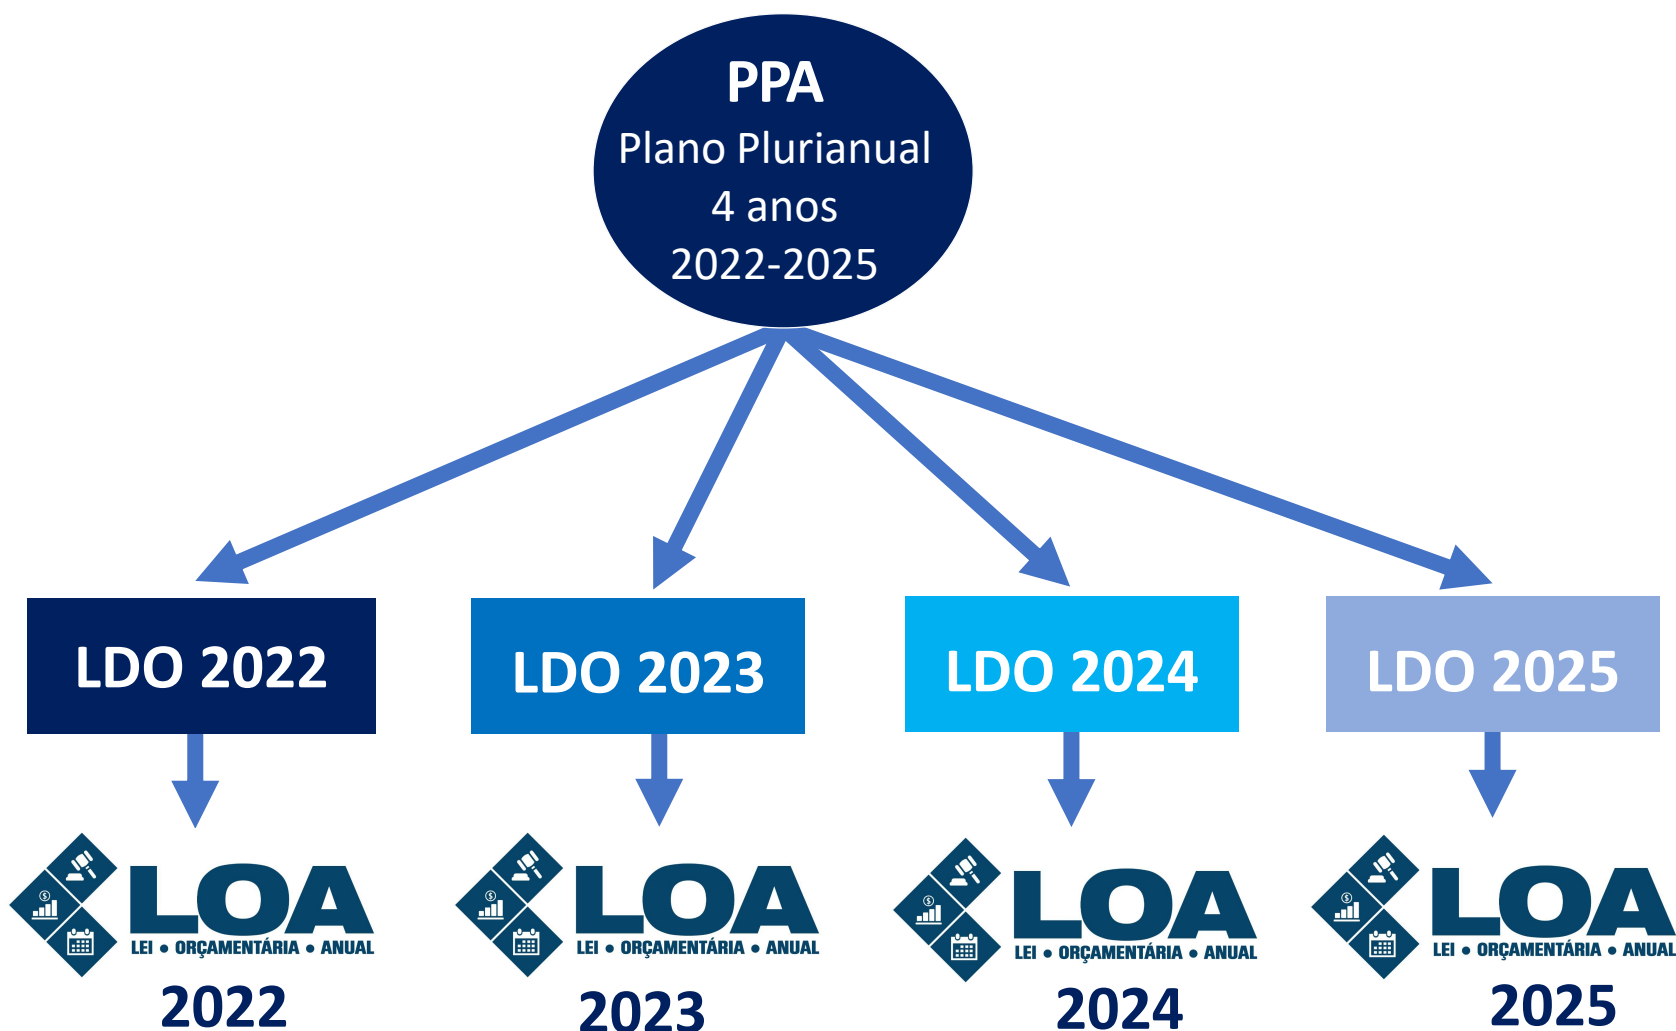 PPA
Plano Plurianual
4 anos
2022-2025
LDO 2022
LDO 2023
LDO 2024
LDO 2025
$
LOA
LEI • ORÇAMENTÁRIA • ANUAL
2022
$
LOA
LEI • ORÇAMENTÁRIA • ANUAL
2023
$
LOA
LEI • ORÇAMENTÁRIA • ANUAL
2024
$
LOA
LEI • ORÇAMENTÁRIA • ANUAL
2025